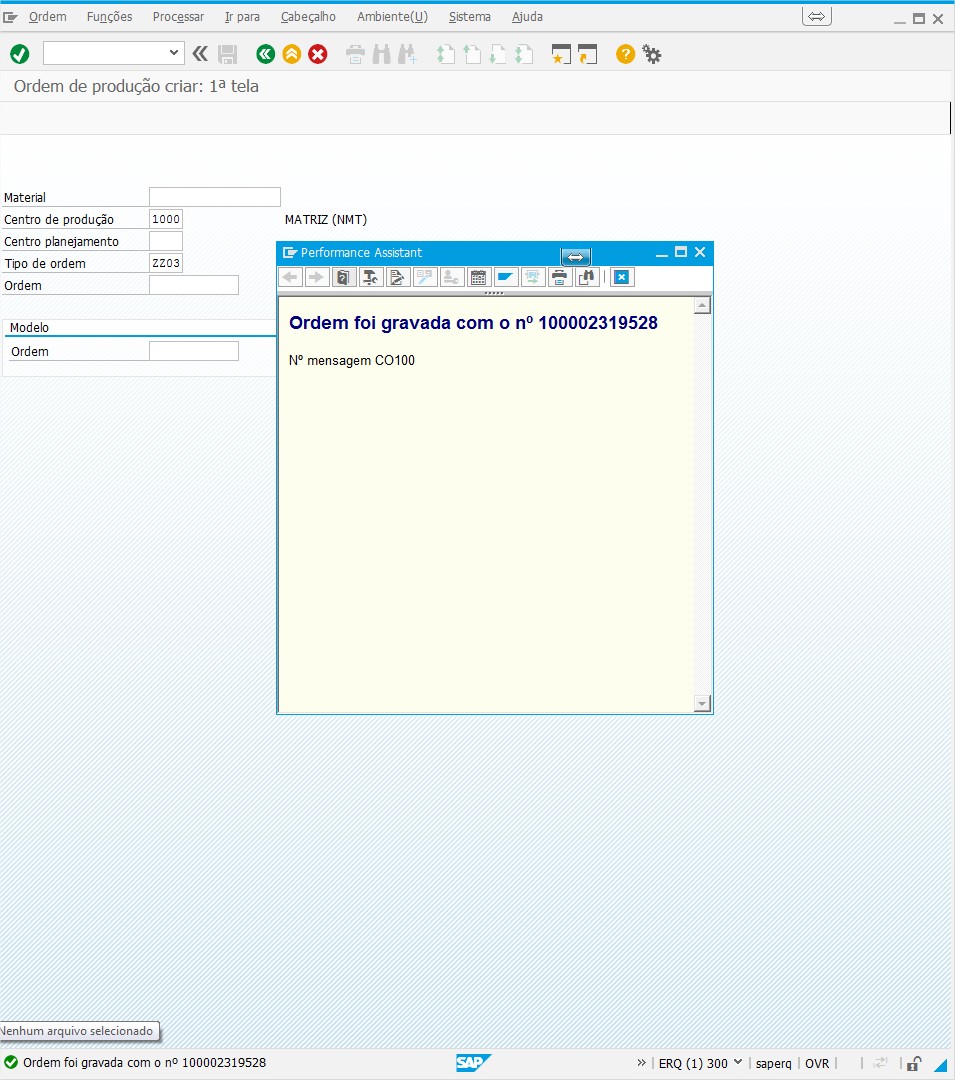 Ordem Funções Processar Ir para Cabeçalho Ambiente(U) Sistema Ajuda
Ordem de produção criar: 1ª tela
Material
Centro de produção 1000 MATRIZ (NMT)
Centro planejamento
Tipo de ordem ZZ03
Ordem
Modelo
Ordem
Performance Assistant
Ordem foi gravada com o nº 100002319528
Nº mensagem CO100
Nenhum arquivo selecionado
Ordem foi gravada com o nº 100002319528
SAP
» ERQ (1) 300 saperq OVR